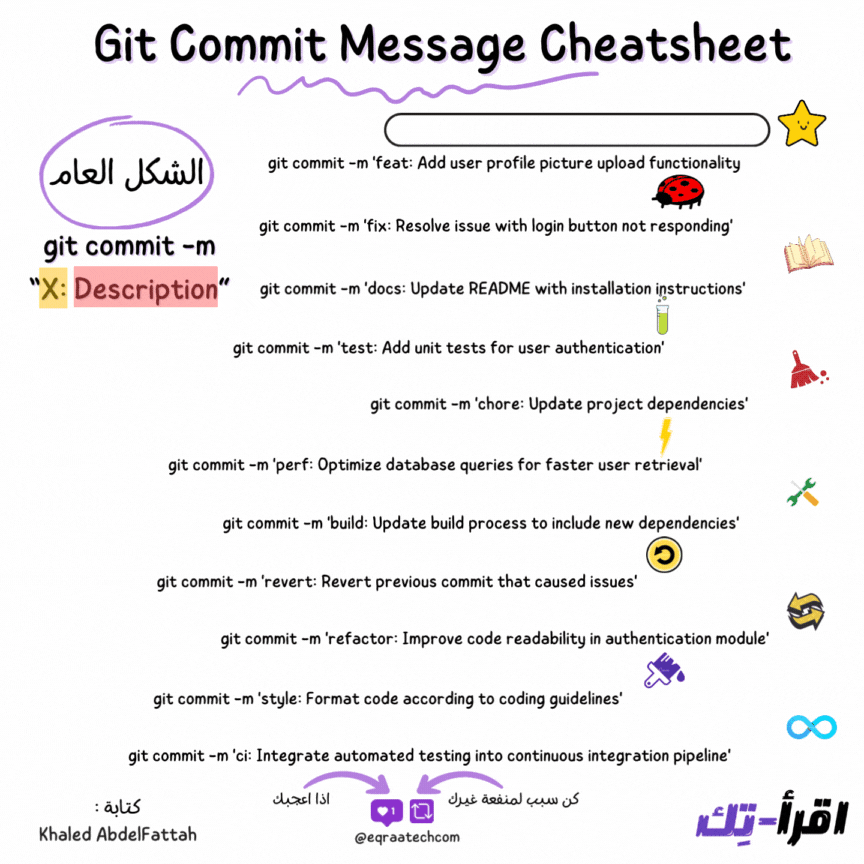 Git Commit Message Cheatsheet
الشكل العام
git commit -m
"X: Description"
git commit -m 'feat: Add user profile picture upload functionality
git commit -m 'fix: Resolve issue with login button not responding'
git commit -m 'docs: Update README with installation instructions'
git commit -m 'test: Add unit tests for user authentication'
git commit -m 'chore: Update project dependencies'
git commit -m 'perf: Optimize database queries for faster user retrieval'
git commit -m 'build: Update build process to include new dependencies'
git commit -m 'revert: Revert previous commit that caused issues'
git commit -m 'refactor: Improve code readability in authentication module'
git commit -m 'style: Format code according to coding guidelines'
git commit -m 'ci: Integrate automated testing into continuous integration pipeline'
كتابة :
Khaled AbdelFattah
اذا اعجبك
1
كن سبب لمنفعة غيرك
@eqraatechcom
اقرأ-تِك